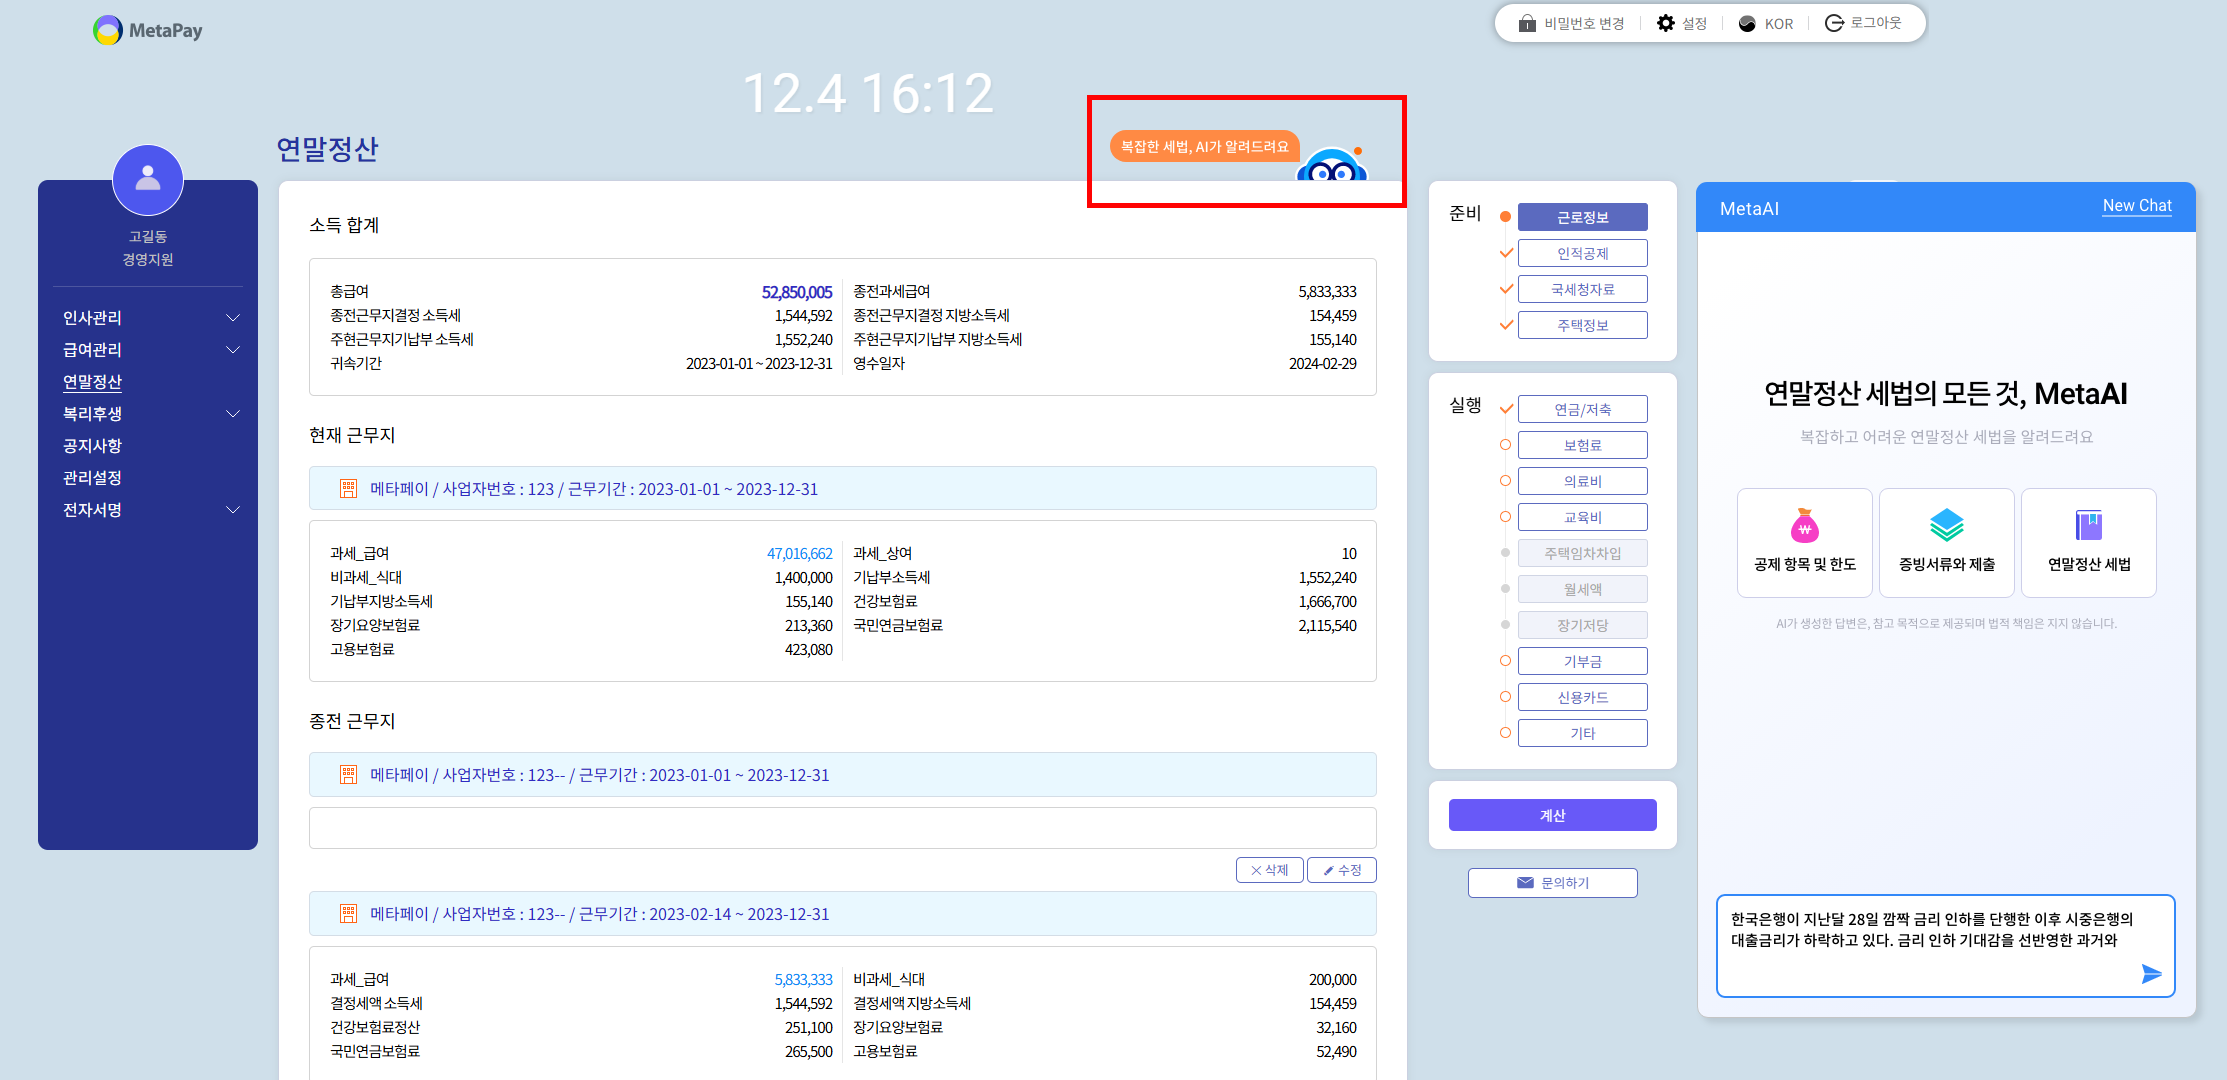 MetaPay
비밀번호 변경
설정
KOR
로그아웃
12.4 16:12
연말정산
복잡한 세법, AI가 알려드려요
고길동
경영지원
인사관리
급여관리
연말정산
복리후생
공지사항
관리설정
전자서명
소득 합계
총급여 52,850,005 종전과세급여 5,833,333
종전근무지결정 소득세 1,544,592 종전근무지결정 지방소득세 154,459
주현근무지기납부 소득세 1,552,240 주현근무지기납부 지방소득세 155,140
귀속기간 2023-01-01 ~ 2023-12-31 영수일자 2024-02-29
현재 근무지
메타페이 / 사업자번호 : 123 / 근무기간 : 2023-01-01 ~ 2023-12-31
과세_급여 47,016,662 과세_상여 10
비과세_식대 1,400,000 기납부소득세 1,552,240
기납부지방소득세 155,140 건강보험료 1,666,700
장기요양보험료 213,360 국민연금보험료 2,115,540
고용보험료 423,080
종전 근무지
메타페이 / 사업자번호 : 123-- / 근무기간 : 2023-01-01 ~ 2023-12-31
삭제
수정
메타페이 / 사업자번호 : 123-- / 근무기간 : 2023-02-14 ~ 2023-12-31
과세_급여 5,833,333 비과세_식대 200,000
결정세액 소득세 1,544,592 결정세액 지방소득세 154,459
건강보험료정산 251,100 장기요양보험료 32,160
국민연금보험료 265,500 고용보험료 52,490
준비
근로정보
인적공제
국세청자료
주택정보
실행
연금/저축
보험료
의료비
교육비
주택임차차입
월세액
장기저당
기부금
신용카드
기타
계산
문의하기
MetaAI
New Chat
연말정산 세법의 모든 것, MetaAI
복잡하고 어려운 연말정산 세법을 알려드려요
공제 항목 및 한도
증빙서류와 제출
연말정산 세법
AI가 생성한 답변은, 참고 목적으로 제공되며 법적 책임은 지지 않습니다.
한국은행이 지난달 28일 깜짝 금리 인하를 단행한 이후 시중은행의
대출금리가 하락하고 있다. 금리 인하 기대감을 선반영한 과거와